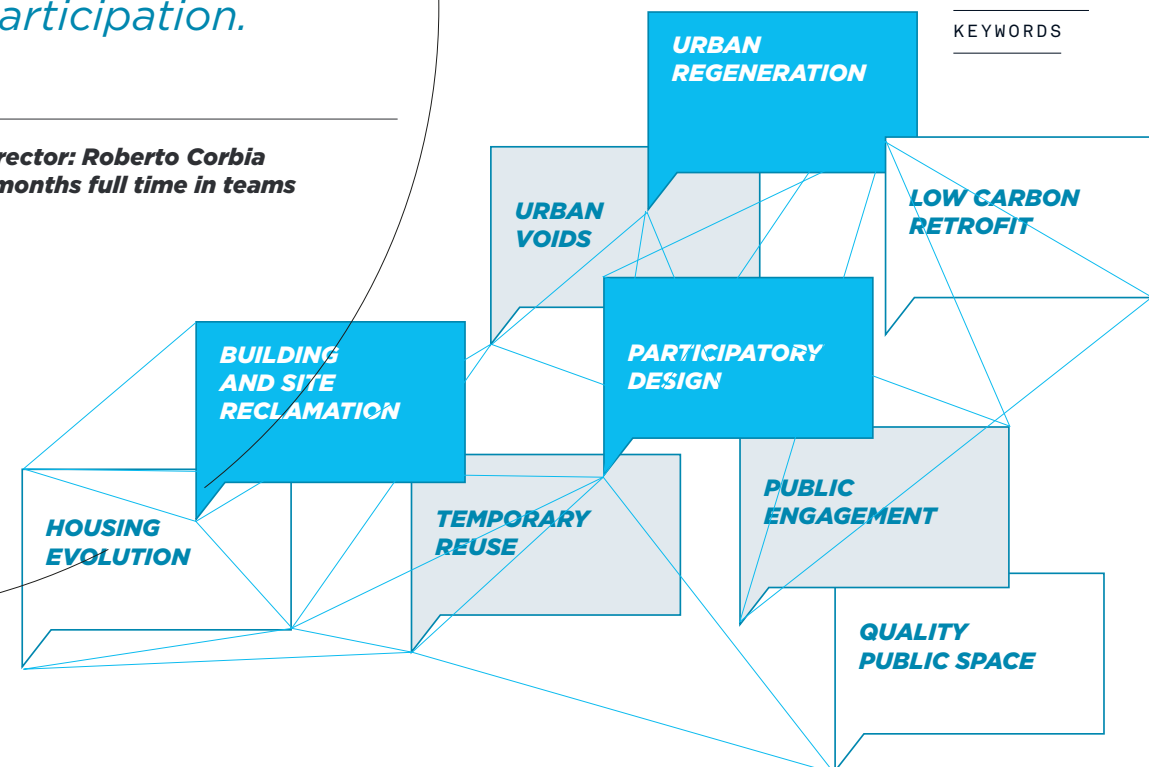 articipation.
rector: Roberto Corbia
months full time in teams
KEYWORDS
URBAN
REGENERATION
URBAN
VOIDS
LOW CARBON
RETROFIT
BUILDING
AND SITE
RECLAMATION
PARTICIPATORY
DESIGN
HOUSING
EVOLUTION
TEMPORARY
REUSE
PUBLIC
ENGAGEMENT
QUALITY
PUBLIC SPACE